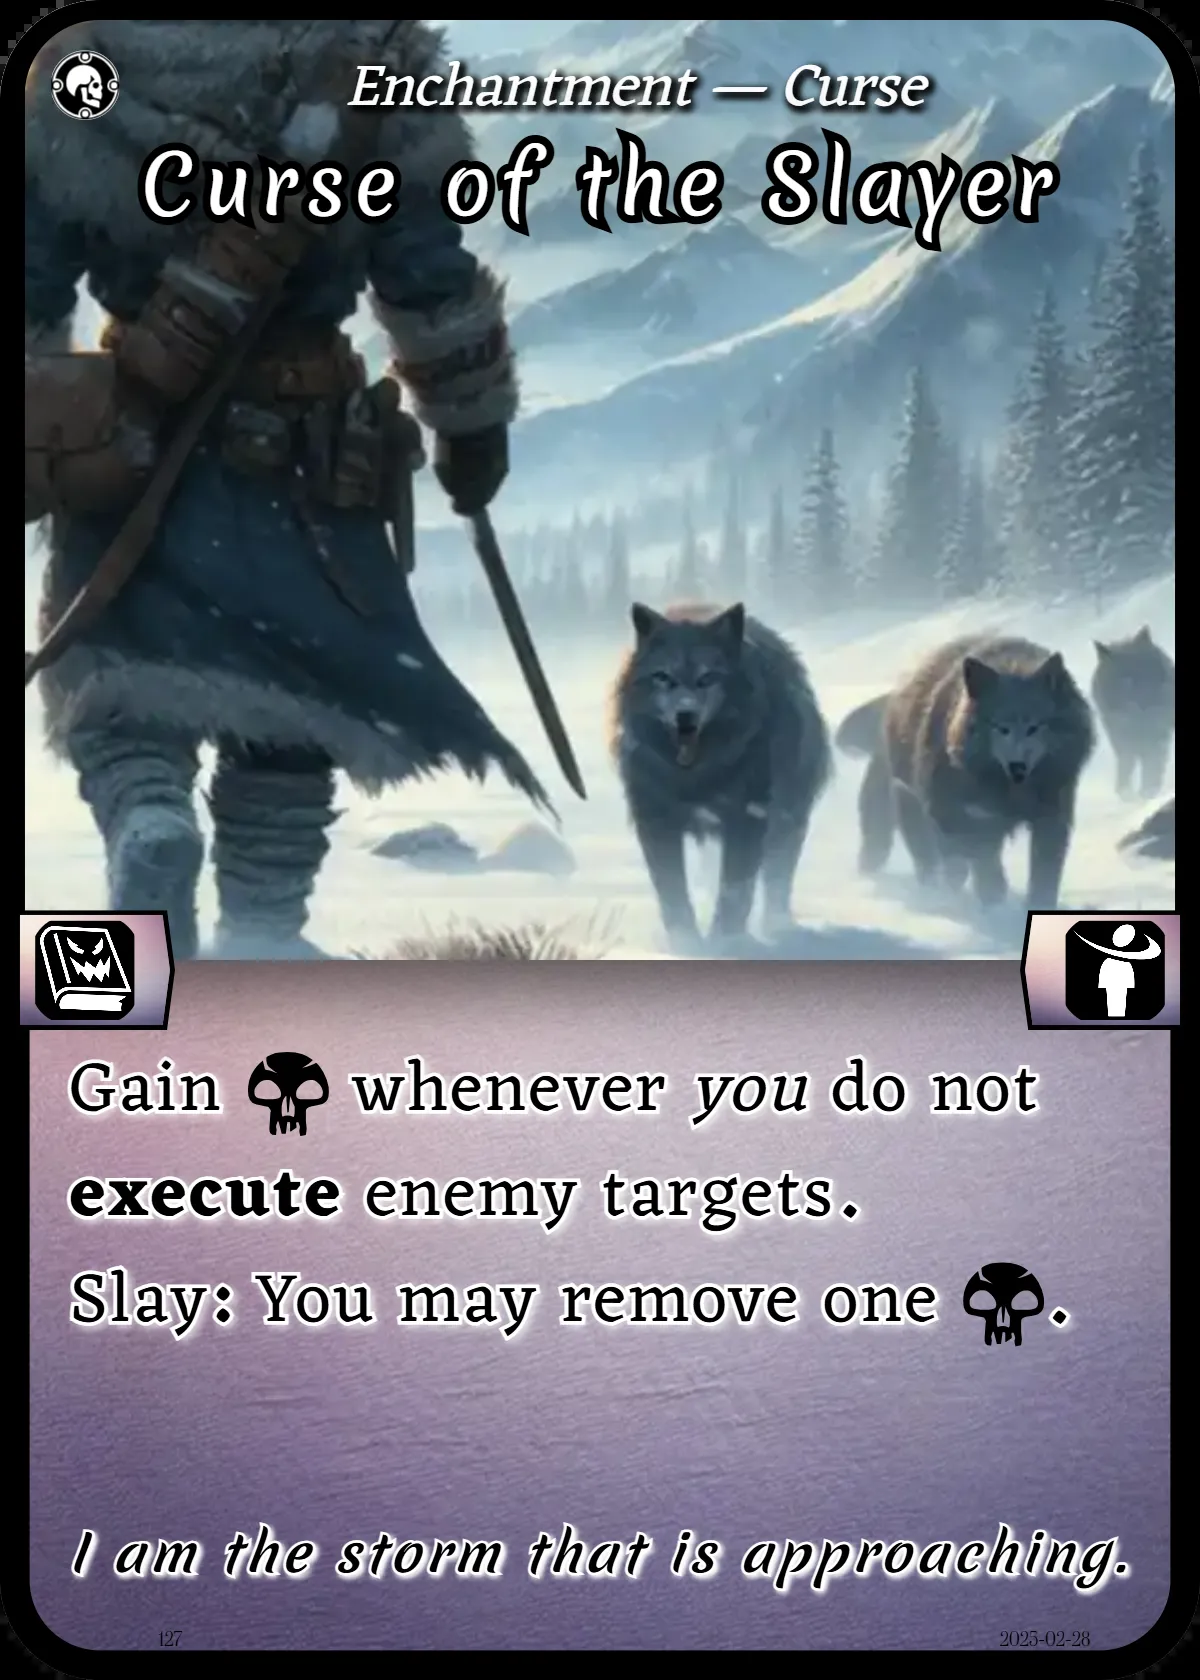 Enchantment — Curse
Curse of the Slayer
Gain whenever you do not
execute enemy targets.
Slay: You may remove one .
I am the storm that is approaching.
127
2025-02-28